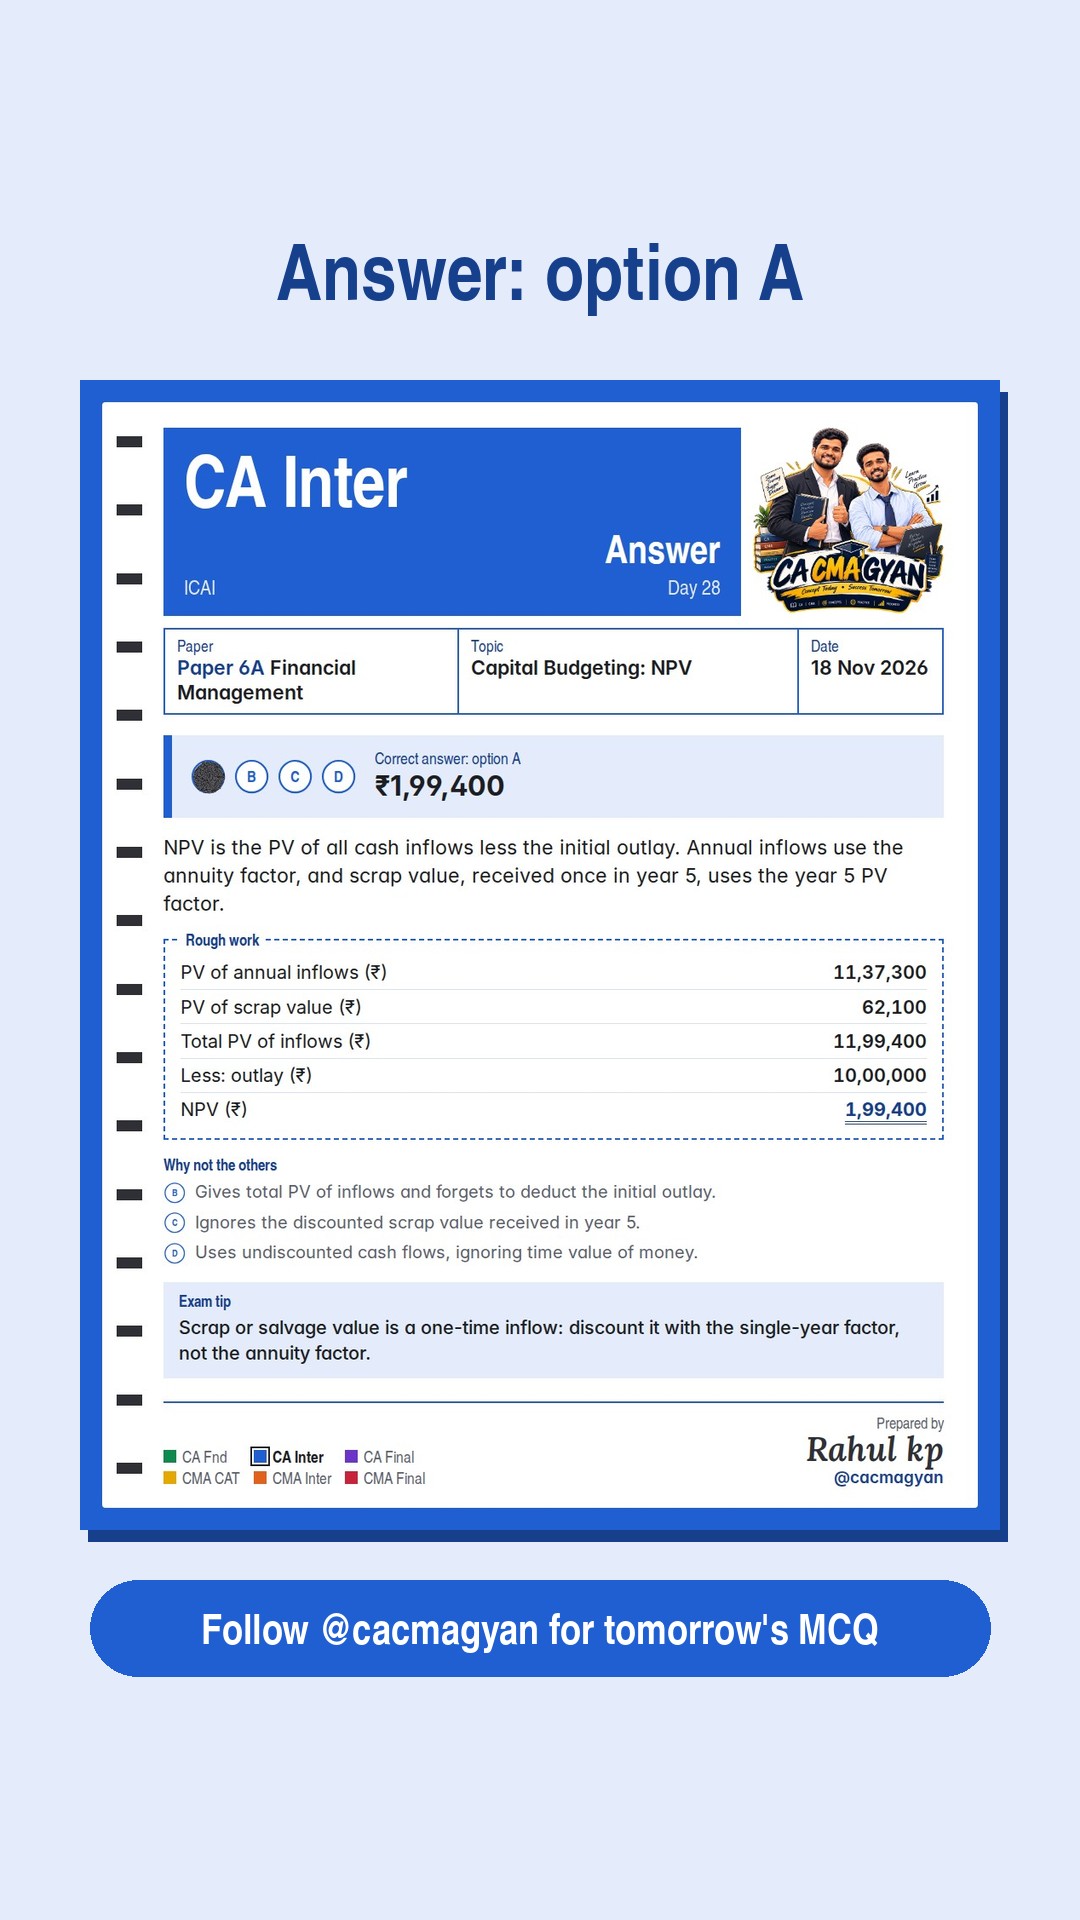 Answer: option A
CA Inter
Answer
ICAI
Day 28
CA CMA GYAN
Concept Today • Success Tomorrow
Learn
Practice
Grow
Paper
Paper 6A Financial
Management
Topic
Capital Budgeting: NPV
Date
18 Nov 2026
B C D
Correct answer: option A
₹1,99,400
NPV is the PV of all cash inflows less the initial outlay. Annual inflows use the
annuity factor, and scrap value, received once in year 5, uses the year 5 PV
factor.
Rough work
PV of annual inflows (₹) 11,37,300
PV of scrap value (₹) 62,100
Total PV of inflows (₹) 11,99,400
Less: outlay (₹) 10,00,000
NPV (₹) 1,99,400
Why not the others
B Gives total PV of inflows and forgets to deduct the initial outlay.
C Ignores the discounted scrap value received in year 5.
D Uses undiscounted cash flows, ignoring time value of money.
Exam tip
Scrap or salvage value is a one-time inflow: discount it with the single-year factor,
not the annuity factor.
Prepared by
Rahul kp
@cacmagyan
CA Fnd CA Inter CA Final
CMA CAT CMA Inter CMA Final
Follow @cacmagyan for tomorrow's MCQ